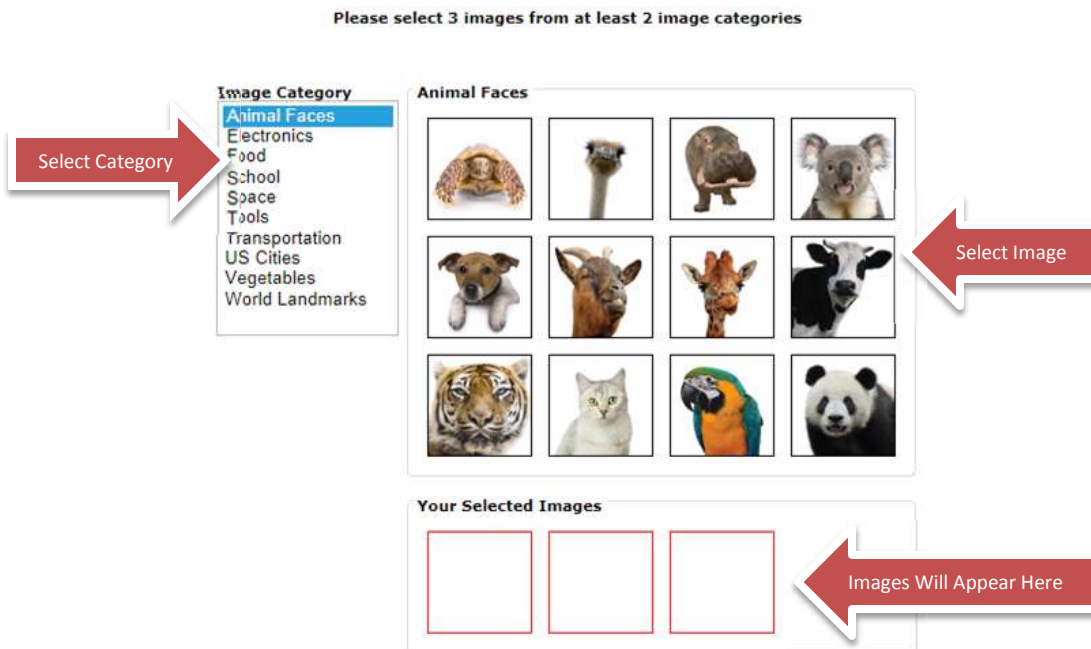 Please select 3 images from at least 2 image categories
Image Category
Animal Faces
Electronics
Food
School
Space
Tools
Transportation
US Cities
Vegetables
World Landmarks
Select Category
Animal Faces
Select Image
Your Selected Images
Images Will Appear Here